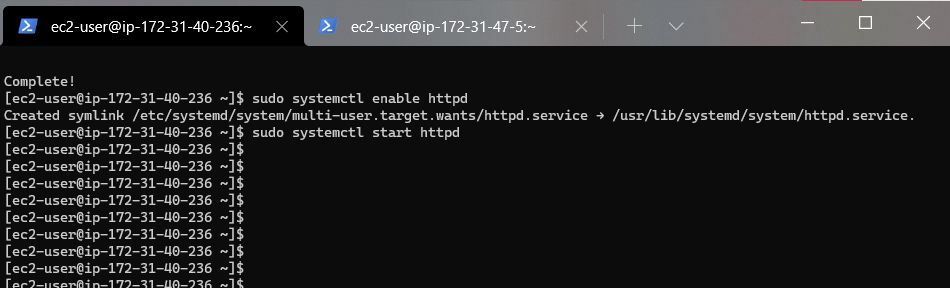 ec2-user@ip-172-31-40-236:~ ec2-user@ip-172-31-47-5:~
Complete!
[ec2-user@ip-172-31-40-236 ~]$ sudo systemctl enable httpd
Created symlink /etc/systemd/system/multi-user.target.wants/httpd.service → /usr/lib/systemd/system/httpd.service.
[ec2-user@ip-172-31-40-236 ~]$ sudo systemctl start httpd
[ec2-user@ip-172-31-40-236 ~]$
[ec2-user@ip-172-31-40-236 ~]$
[ec2-user@ip-172-31-40-236 ~]$
[ec2-user@ip-172-31-40-236 ~]$
[ec2-user@ip-172-31-40-236 ~]$
[ec2-user@ip-172-31-40-236 ~]$
[ec2-user@ip-172-31-40-236 ~]$
[ec2-user@ip-172-31-40-236 ~]$
[ec2-user@ip-172-31-40-236 ~]$